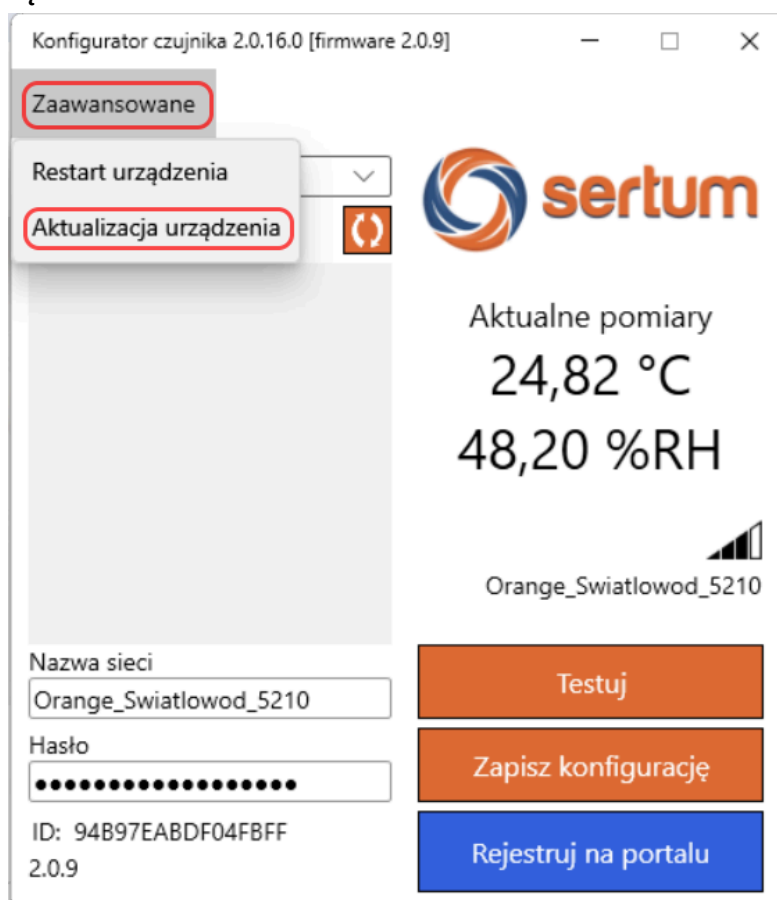 Konfigurator czujnika 2.0.16.0 [firmware 2.0.9]
Zaawansowane
Restart urządzenia
Aktualizacja urządzenia
sertum
Aktualne pomiary
24,82 °C
48,20 %RH
Orange_Swiatlowod_5210
Nazwa sieci
Orange_Swiatlowod_5210
Hasło
●●●●●●●●●●●●●●●●●●
ID: 94B97EABDF04FBFF
2.0.9
Testuj
Zapisz konfigurację
Rejestruj na portalu